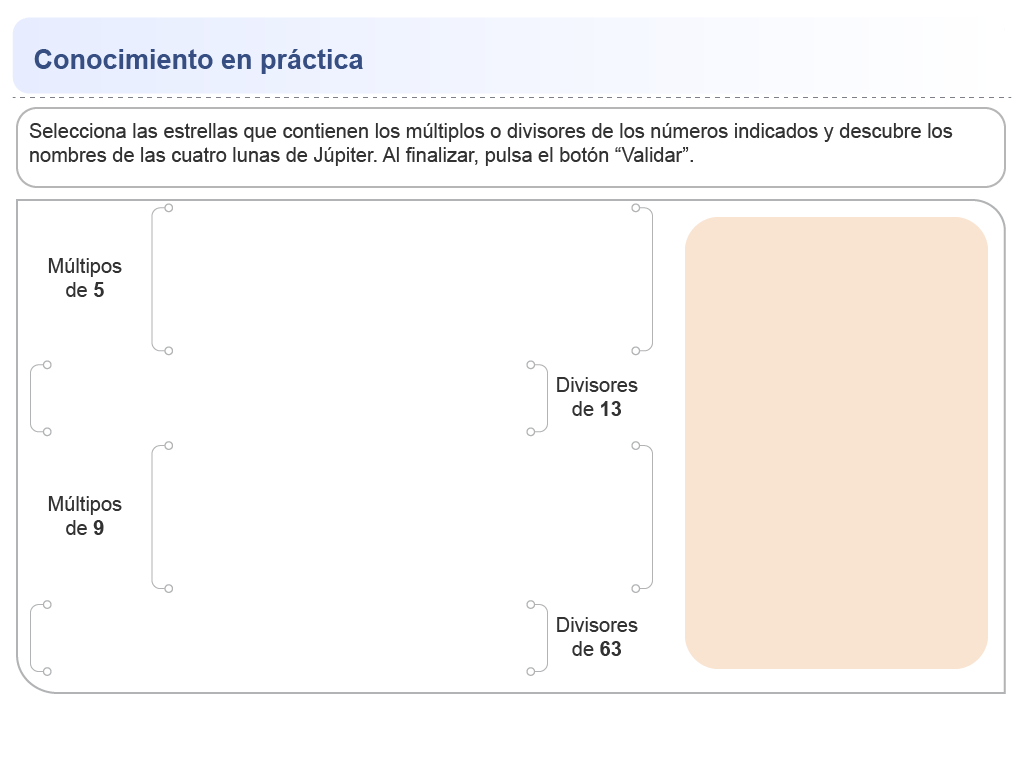 Conocimiento en práctica
Selecciona las estrellas que contienen los múltiplos o divisores de los números indicados y descubre los
nombres de las cuatro lunas de Júpiter. Al finalizar, pulsa el botón “Validar”.
Múltipos
de 5
Divisores
de 13
Múltipos
de 9
Divisores
de 63